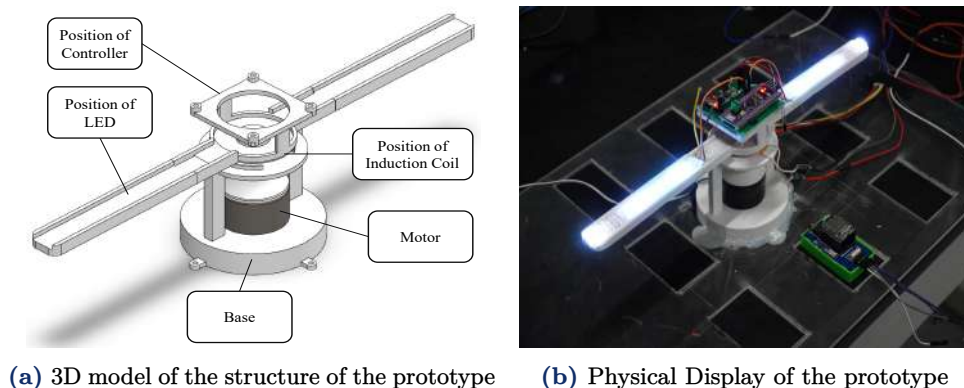 Position of
Controller
Position of
LED
Position of
Induction Coil
Motor
Base
(a) 3D model of the structure of the prototype
(b) Physical Display of the prototype